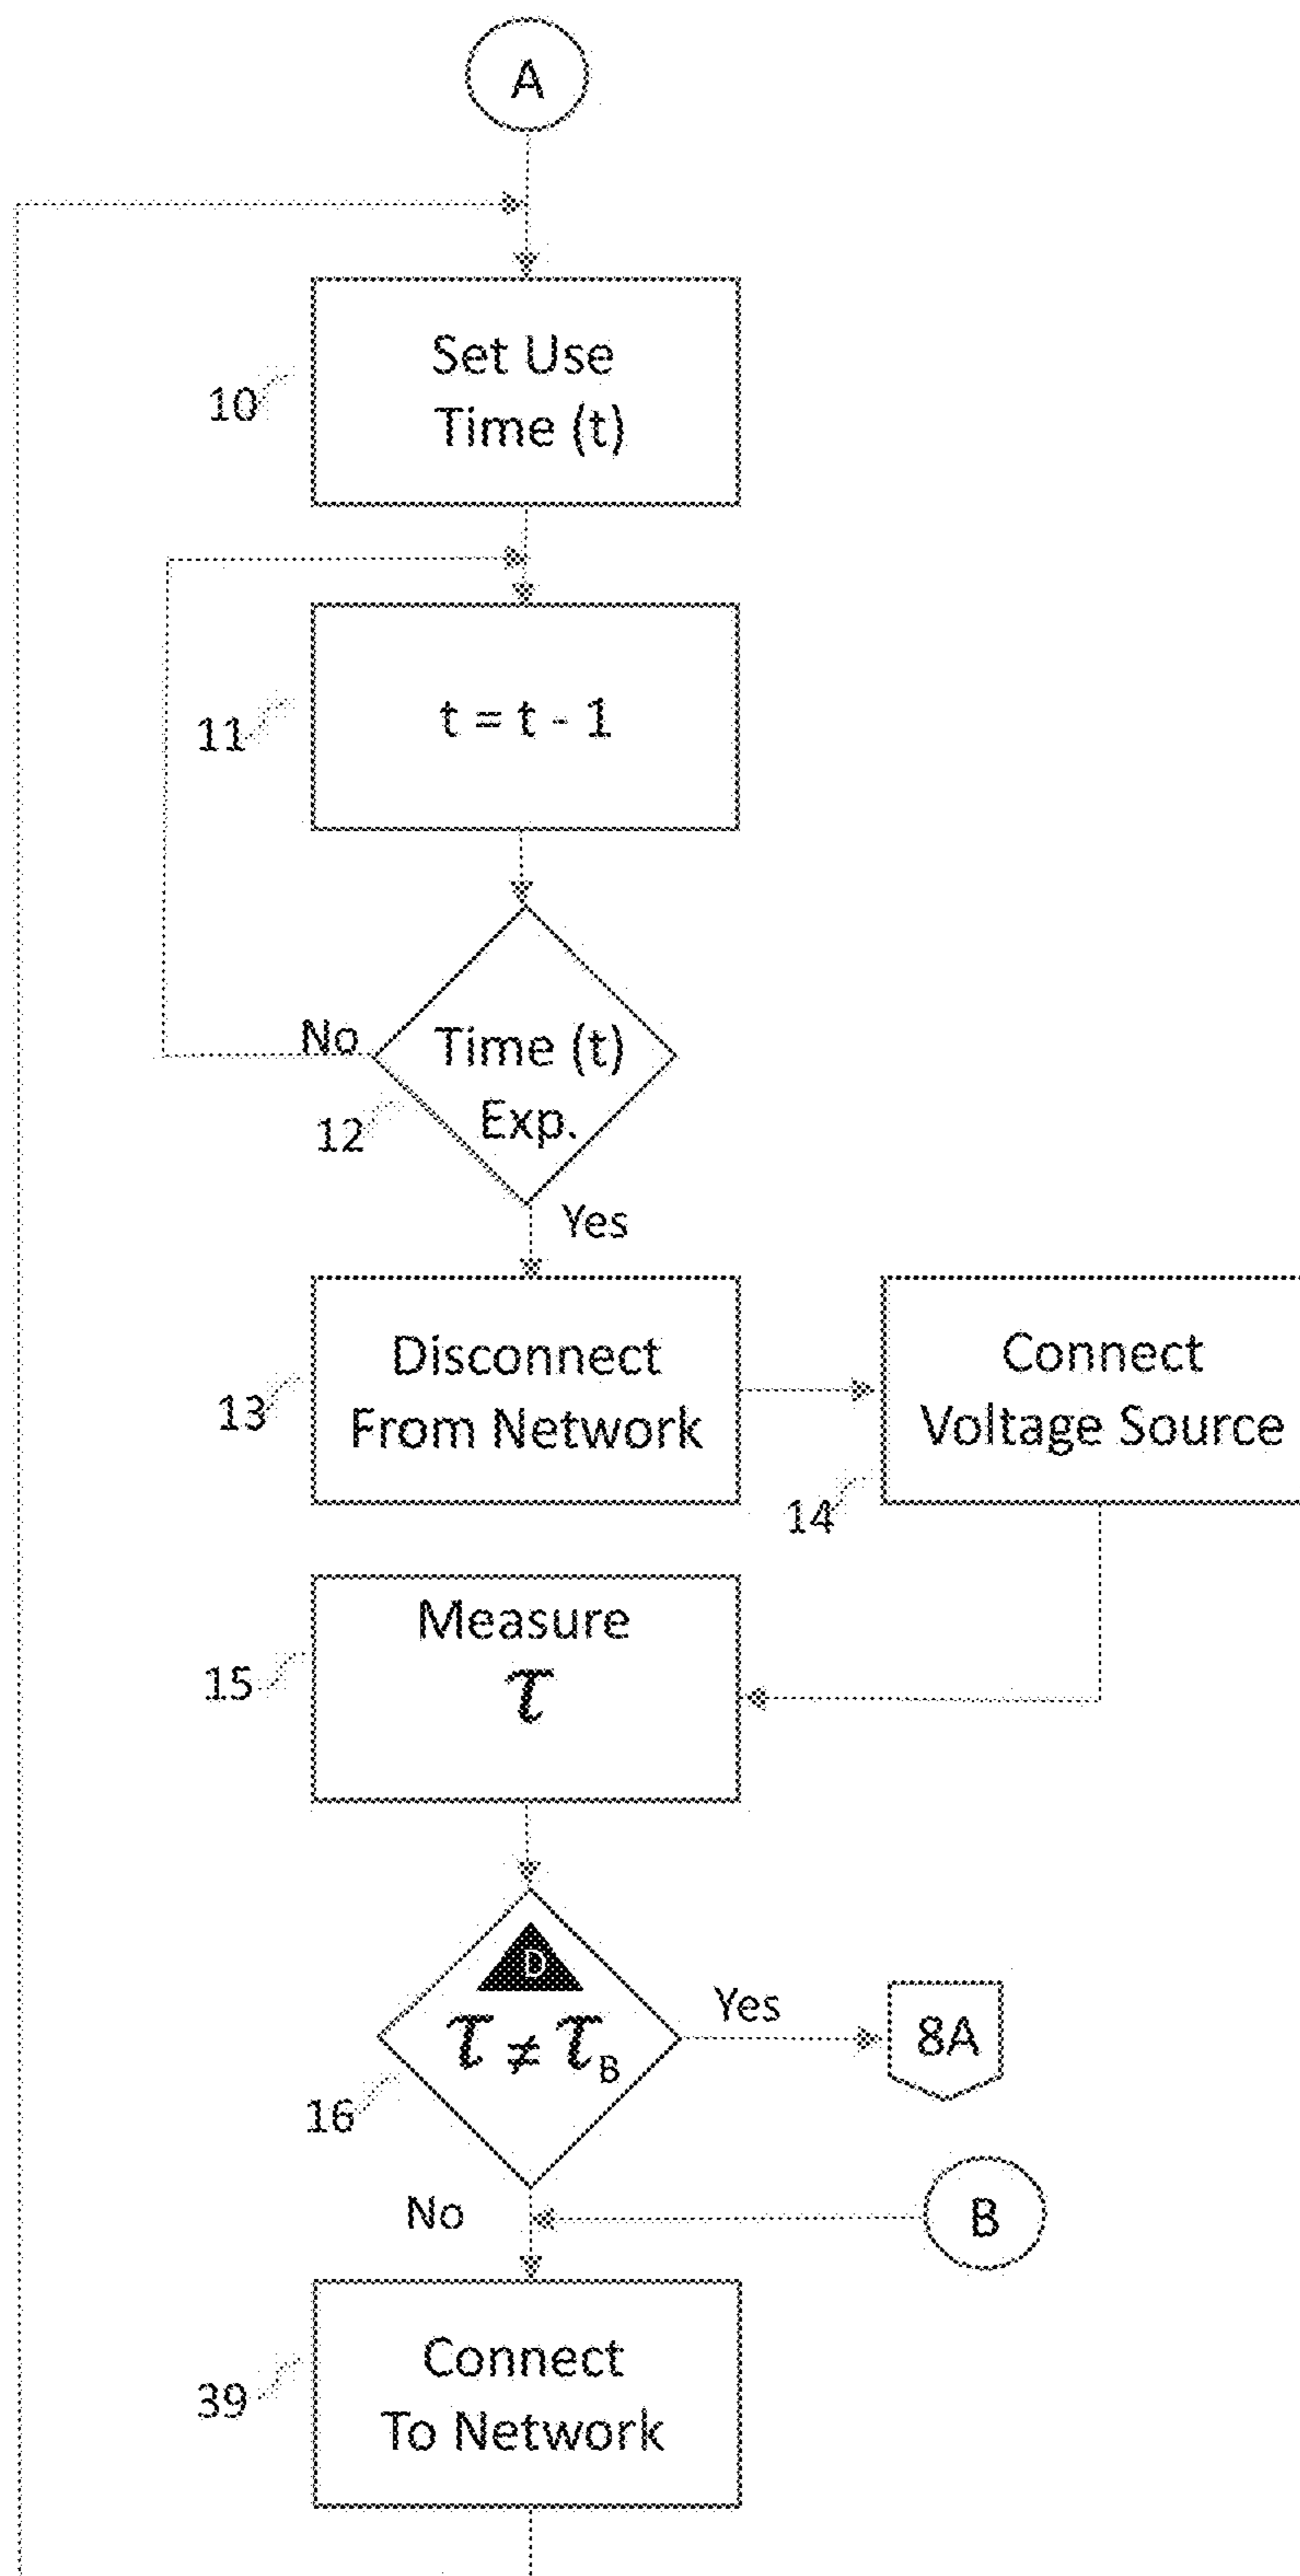 A
Set Use
Time (t)
10
t = t - 1
11
No
Time (t)
Exp.
12
Yes
Disconnect
From Network
13
Connect
Voltage Source
14
Measure
τ
15
D
τ ≠ τB
Yes
8A
16
No
B
Connect
To Network
39